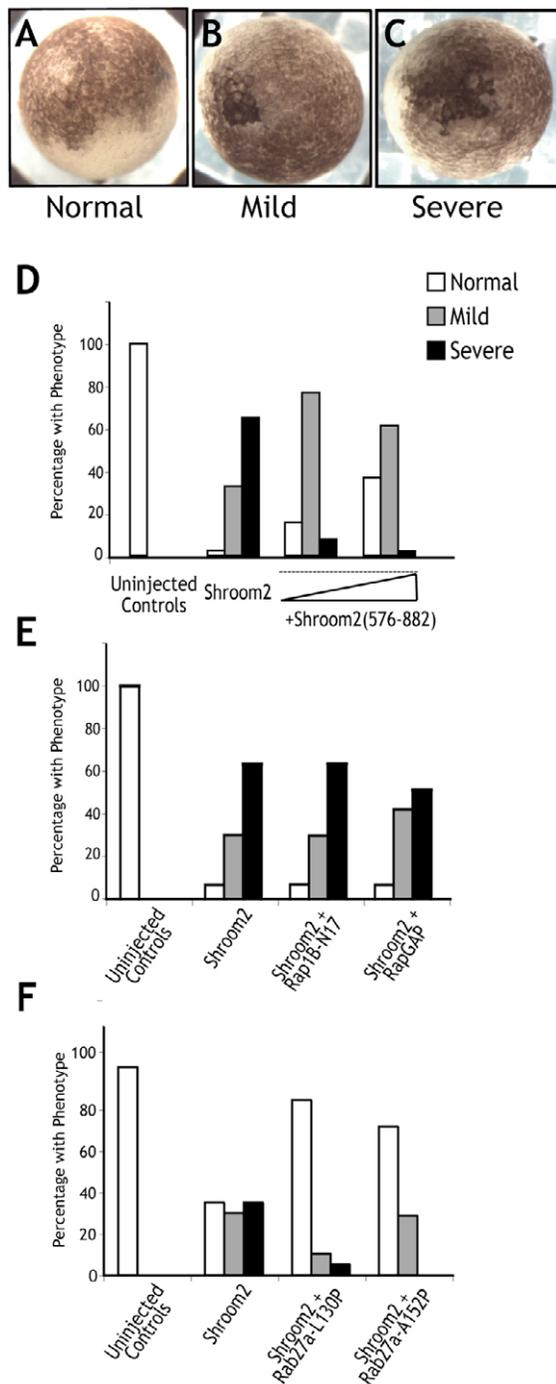 A
B
C
Normal
Mild
Severe
D
Normal
Mild
Severe
Percentage with Phenotype
100
80
60
40
20
0
Uninjected
Controls
Shroom2
+Shroom2(576-882)
E
Percentage with Phenotype
100
80
60
40
20
0
Uninjected
Controls
Shroom2
Shroom2 +
Rap1B-N17
Shroom2 +
RapGAP
F
Percentage with Phenotype
100
80
60
40
20
0
Uninjected
Controls
Shroom2
Shroom2 +
Rab27a-L130P
Shroom2 +
Rab27a-A152P